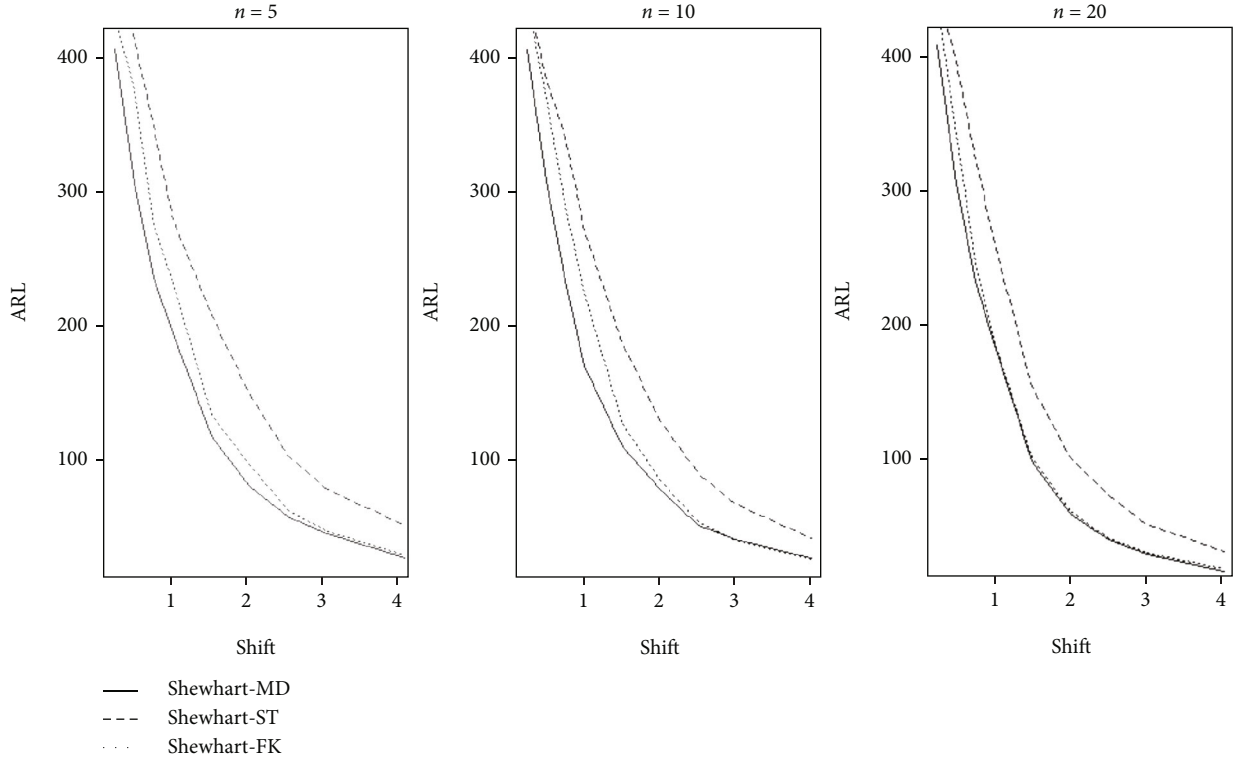 n = 5
n = 10
n = 20
400
300
200
100
ARL
1 2 3 4
Shift
400
300
200
100
ARL
1 2 3 4
Shift
400
300
200
100
ARL
1 2 3 4
Shift
Shewhart-MD
Shewhart-ST
Shewhart-FK